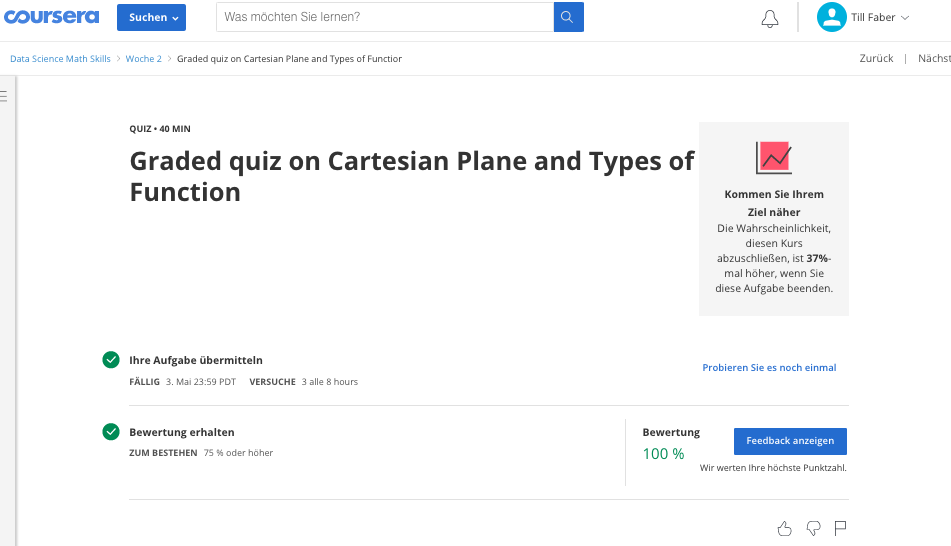 coursera
Suchen
Was möchten Sie lernen?
Till Faber
Data Science Math Skills > Woche 2 > Graded quiz on Cartesian Plane and Types of Functior
Zurück | Nächst
QUIZ • 40 MIN
Graded quiz on Cartesian Plane and Types of
Function
Kommen Sie Ihrem
Ziel näher
Die Wahrscheinlichkeit,
diesen Kurs
abzuschließen, ist 37%-
mal höher, wenn Sie
diese Aufgabe beenden.
Ihre Aufgabe übermitteln
FÄLLIG 3. Mai 23:59 PDT VERSUCHE 3 alle 8 hours
Probieren Sie es noch einmal
Bewertung erhalten
ZUM BESTEHEN 75 % oder höher
Bewertung
100 %
Feedback anzeigen
Wir werten Ihre höchste Punktzahl.